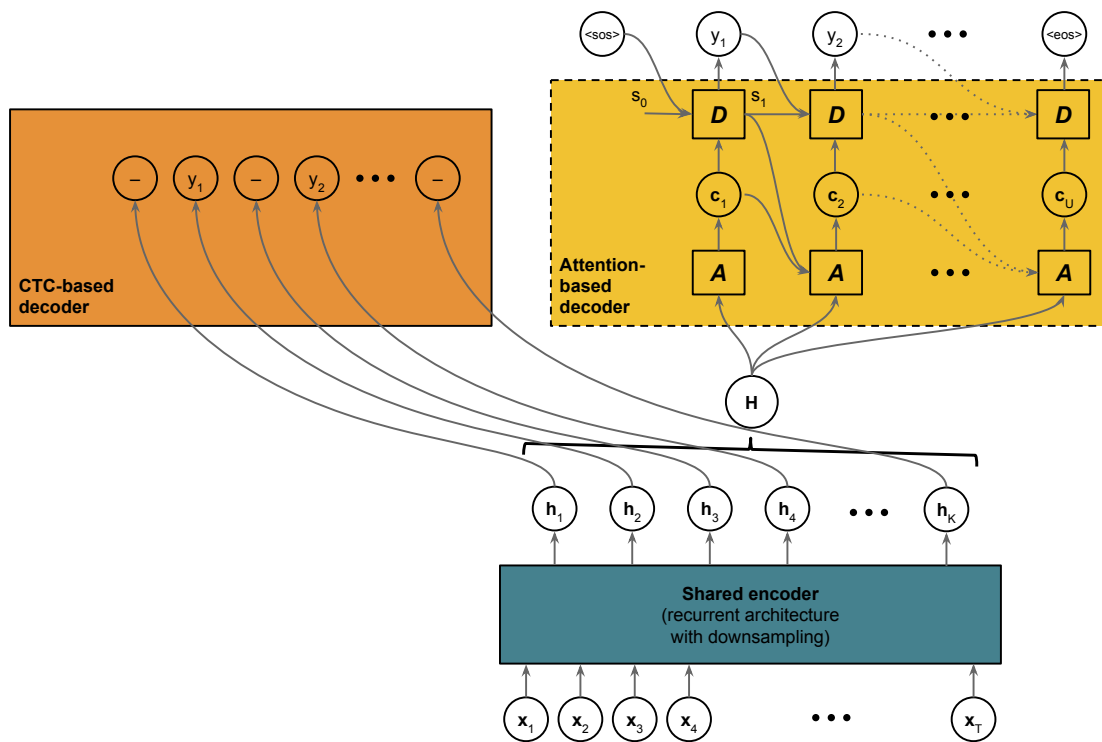 <sos> y1 y2 ••• <eos>
s0 D s1 D ••• D
– y1 – y2 ••• –
c1 c2 ••• cU
A A ••• A
CTC-based
decoder
Attention-
based
decoder
H
h1 h2 h3 h4 ••• hK
Shared encoder
(recurrent architecture
with downsampling)
x1 x2 x3 x4 ••• xT